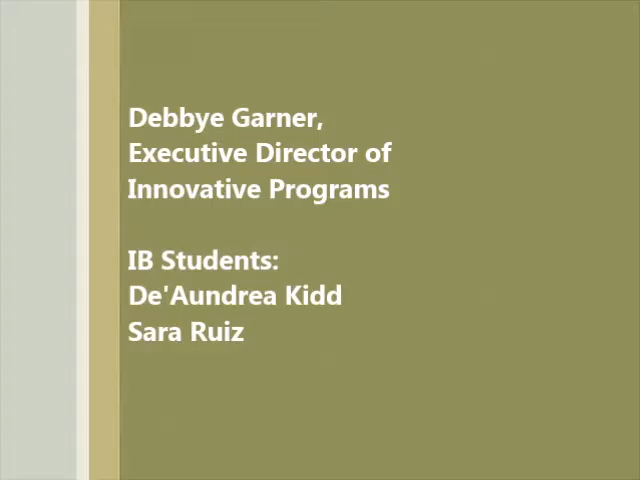 Debbye Garner,
Executive Director of
Innovative Programs
IB Students:
De'Aundrea Kidd
Sara Ruiz